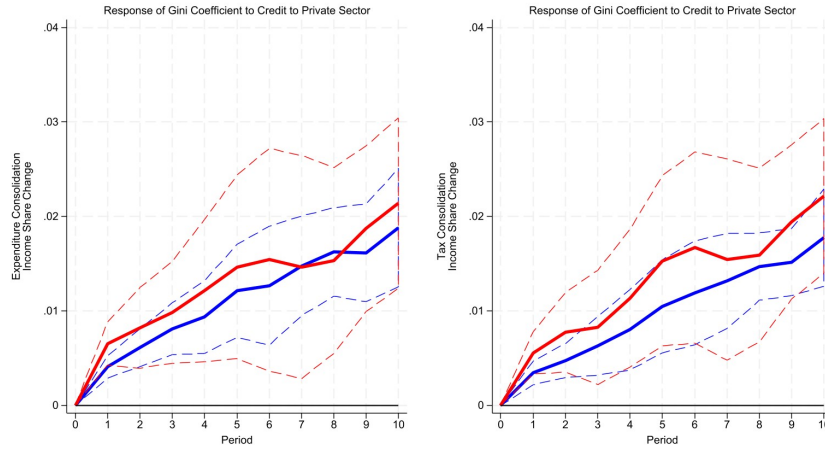 Response of Gini Coefficient to Credit to Private Sector
Expenditure Consolidation
Income Share Change
.04
.03
.02
.01
0
0 1 2 3 4 5 6 7 8 9 10
Period
Response of Gini Coefficient to Credit to Private Sector
Tax Consolidation
Income Share Change
.04
.03
.02
.01
0
0 1 2 3 4 5 6 7 8 9
Period